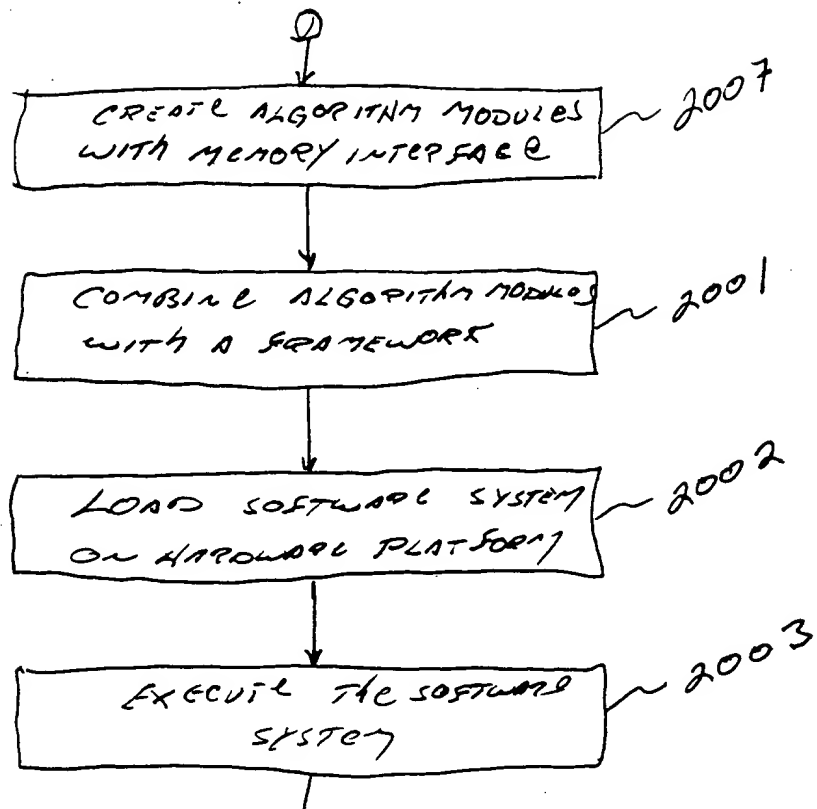 CREATE ALGORITHM MODULES
WITH MEMORY INTERFACE
2007
COMBINE ALGORITHM MODULES
WITH A FRAMEWORK
2001
LOAD SOFTWARE SYSTEM
ON HARDWARE PLATFORM
2002
EXECUTE THE SOFTWARE
SYSTEM
2003